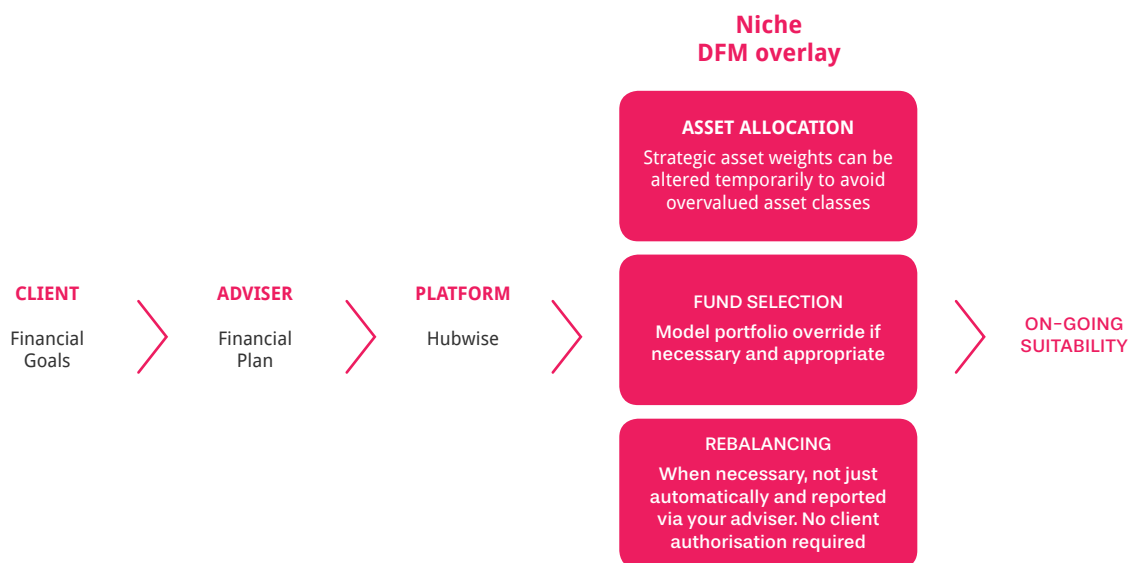 Niche
DFM overlay
ASSET ALLOCATION
Strategic asset weights can be
altered temporarily to avoid
overvalued asset classes
CLIENT
Financial
Goals
ADVISER
Financial
Plan
PLATFORM
Hubwise
FUND SELECTION
Model portfolio override if
necessary and appropriate
ON-GOING
SUITABILITY
REBALANCING
When necessary, not just
automatically and reported
via your adviser. No client
authorisation required